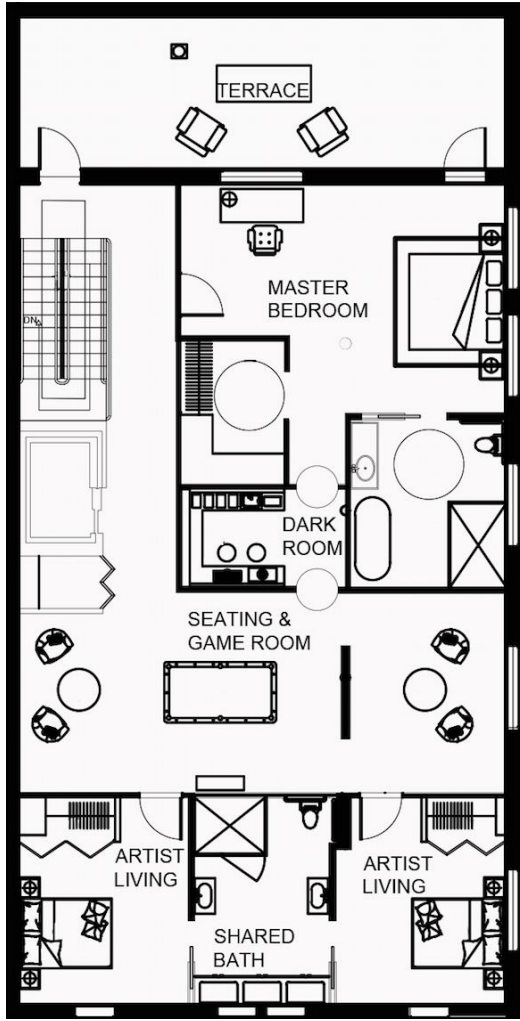 TERRACE
MASTER
BEDROOM
DN
DARK
ROOM
SEATING &
GAME ROOM
ARTIST
LIVING
ARTIST
LIVING
SHARED
BATH